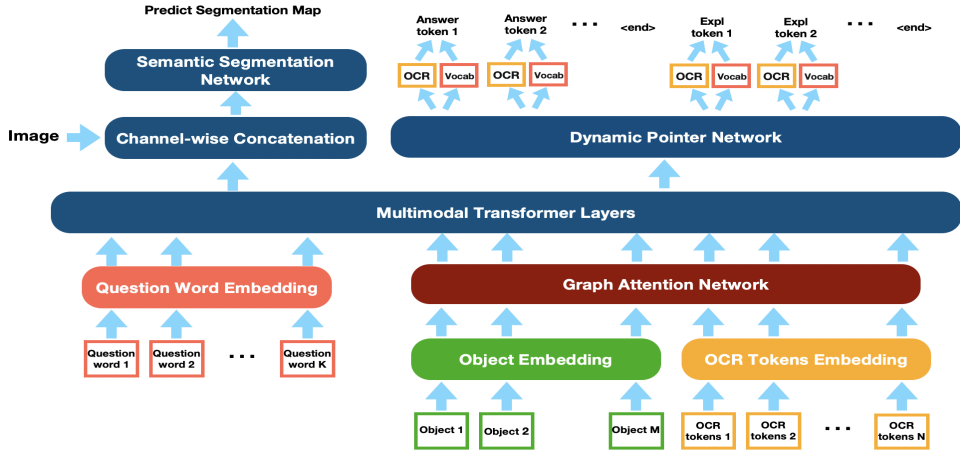 Predict Segmentation Map
Semantic Segmentation
Network
Image
Channel-wise Concatenation
Answer
token 1
Answer
token 2
<end>
Expl
token 1
Expl
token 2
<end>
OCR
Vocab
OCR
Vocab
OCR
Vocab
OCR
Vocab
Dynamic Pointer Network
Multimodal Transformer Layers
Question Word Embedding
Graph Attention Network
Question
word 1
Question
word 2
Question
word K
Object Embedding
OCR Tokens Embedding
Object 1
Object 2
Object M
OCR
tokens 1
OCR
tokens 2
OCR
tokens N